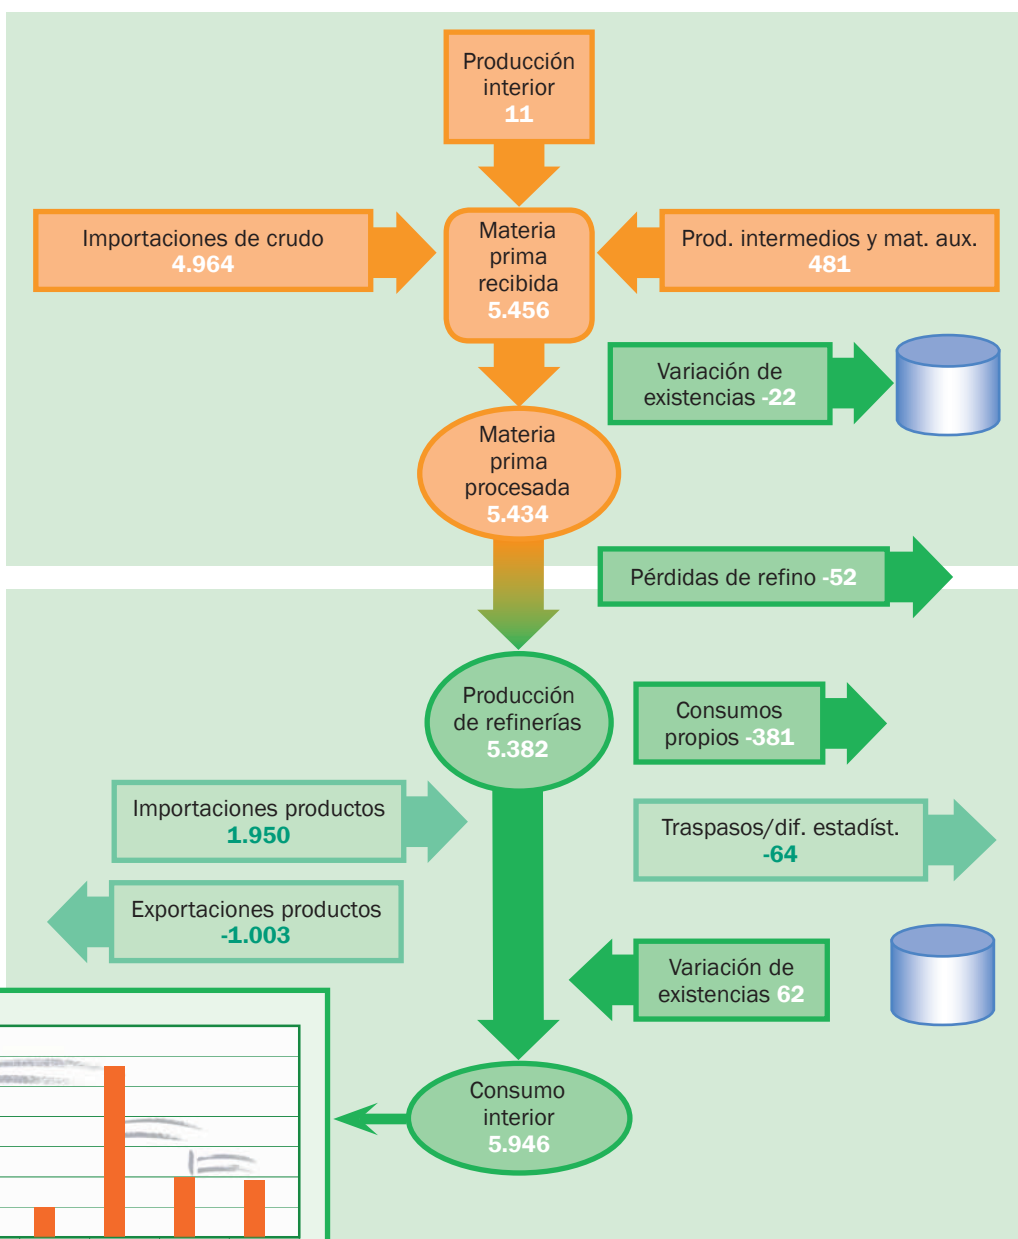 Producción
interior
11
Importaciones de crudo
4.964
Materia
prima
recibida
5.456
Prod. intermedios y mat. aux.
481
Variación de
existencias -22
Materia
prima
procesada
5.434
Pérdidas de refino -52
Producción
de refinerías
5.382
Consumos
propios -381
Importaciones productos
1.950
Traspasos/dif. estadíst.
-64
Exportaciones productos
-1.003
Variación de
existencias 62
Consumo
interior
5.946